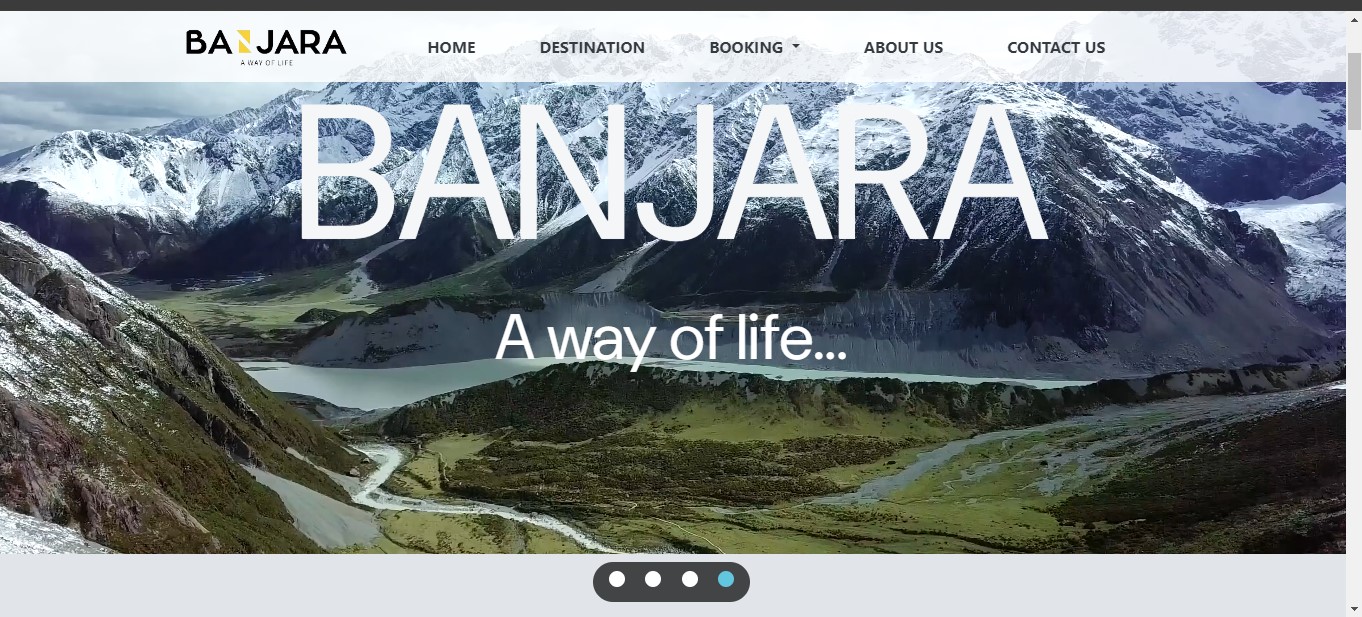 BANJARA
A WAY OF LIFE
HOME DESTINATION BOOKING ABOUT US CONTACT US
BANJARA
A way of life...